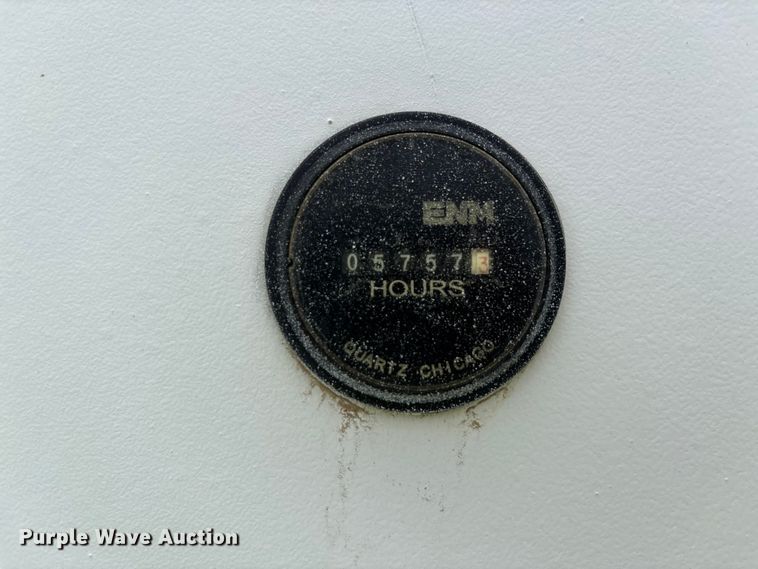 ENM
057573
HOURS
QUARTZ CHICAGO
Purple Wave Auction